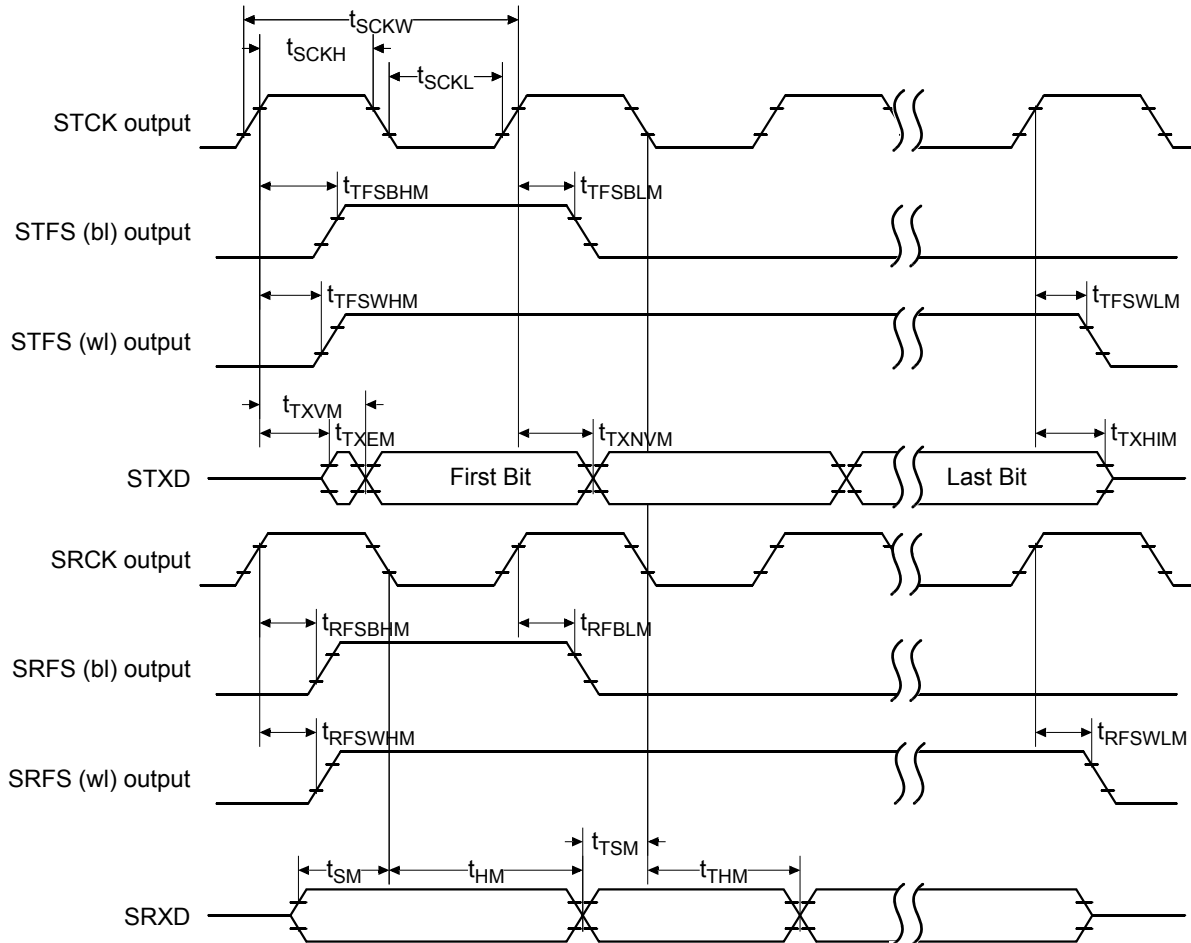 tSCKW
tSCKH
tSCKL
STCK output
tTFSBHM
tTFSBLM
STFS (bl) output
tTFSWHM
tTFSWLM
STFS (wl) output
tTXVM
tTXEM
tTXNVM
tTXHIM
STXD
First Bit
Last Bit
SRCK output
tRFSBHM
tRFBLM
SRFS (bl) output
tRFSWHM
tRFSWLM
SRFS (wl) output
tTSM
tSM
tHM
tTHM
SRXD